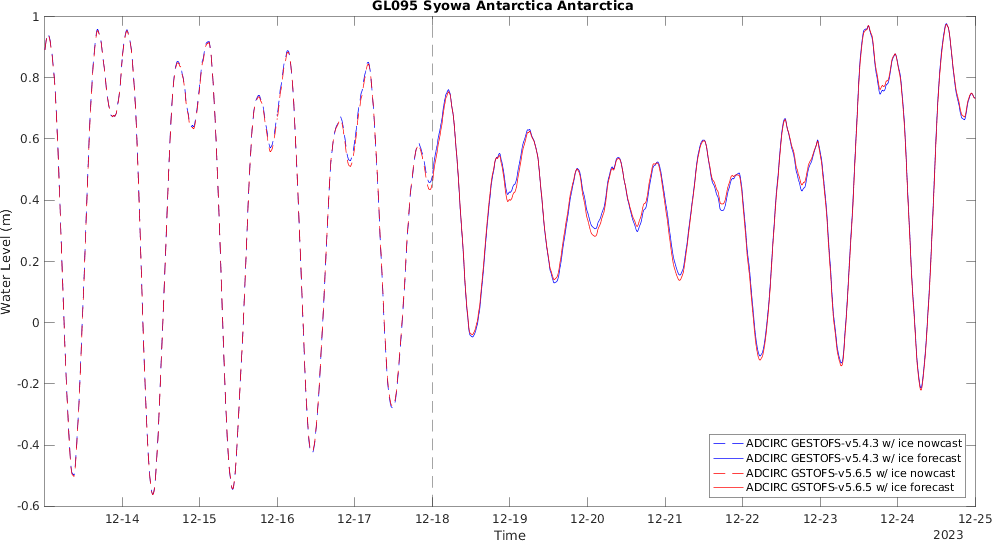 GL095 Syowa Antarctica Antarctica
Water Level (m)
1
0.8
0.6
0.4
0.2
0
-0.2
-0.4
-0.6
ADCIRC GESTOFS-v5.4.3 w/ ice nowcast
ADCIRC GESTOFS-v5.4.3 w/ ice forecast
ADCIRC GSTOFS-v5.6.5 w/ ice nowcast
ADCIRC GSTOFS-v5.6.5 w/ ice forecast
12-14 12-15 12-16 12-17 12-18 12-19 12-20 12-21 12-22 12-23 12-24 12-25
Time
2023